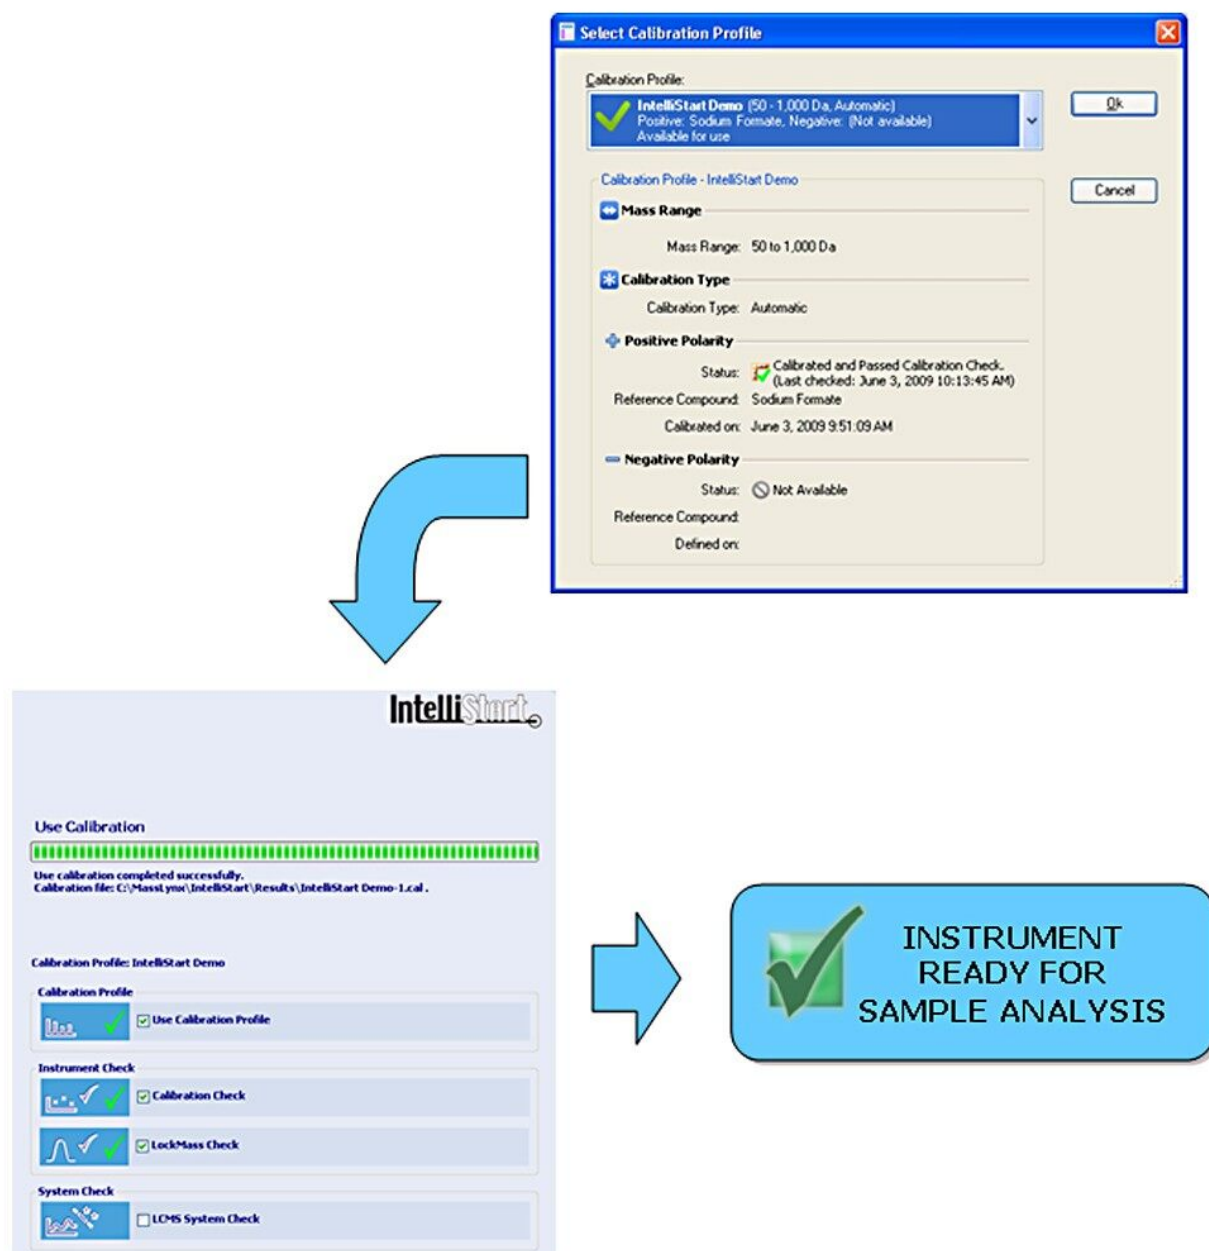 Select Calibration Profile
Calibration Profile:
IntelliStart Demo (50 - 1,000 Da, Automatic)
Positive: Sodium Formate, Negative: (Not available)
Available for use
Ok
Cancel
Calibration Profile - IntelliStart Demo
Mass Range
Mass Range: 50 to 1,000 Da
Calibration Type
Calibration Type: Automatic
Positive Polarity
Status: Calibrated and Passed Calibration Check.
(Last checked: June 3, 2009 10:13:45 AM)
Reference Compound: Sodium Formate
Calibrated on: June 3, 2009 9:51:09 AM
Negative Polarity
Status: Not Available
Reference Compound:
Defined on:
IntelliStart
Use Calibration
Use calibration completed successfully.
Calibration file: C:\MassLynx\IntelliStart\Results\IntelliStart Demo-1.cal .
Calibration Profile: IntelliStart Demo
Calibration Profile
Use Calibration Profile
Instrument Check
Calibration Check
LockMass Check
System Check
LCMS System Check
INSTRUMENT
READY FOR
SAMPLE ANALYSIS